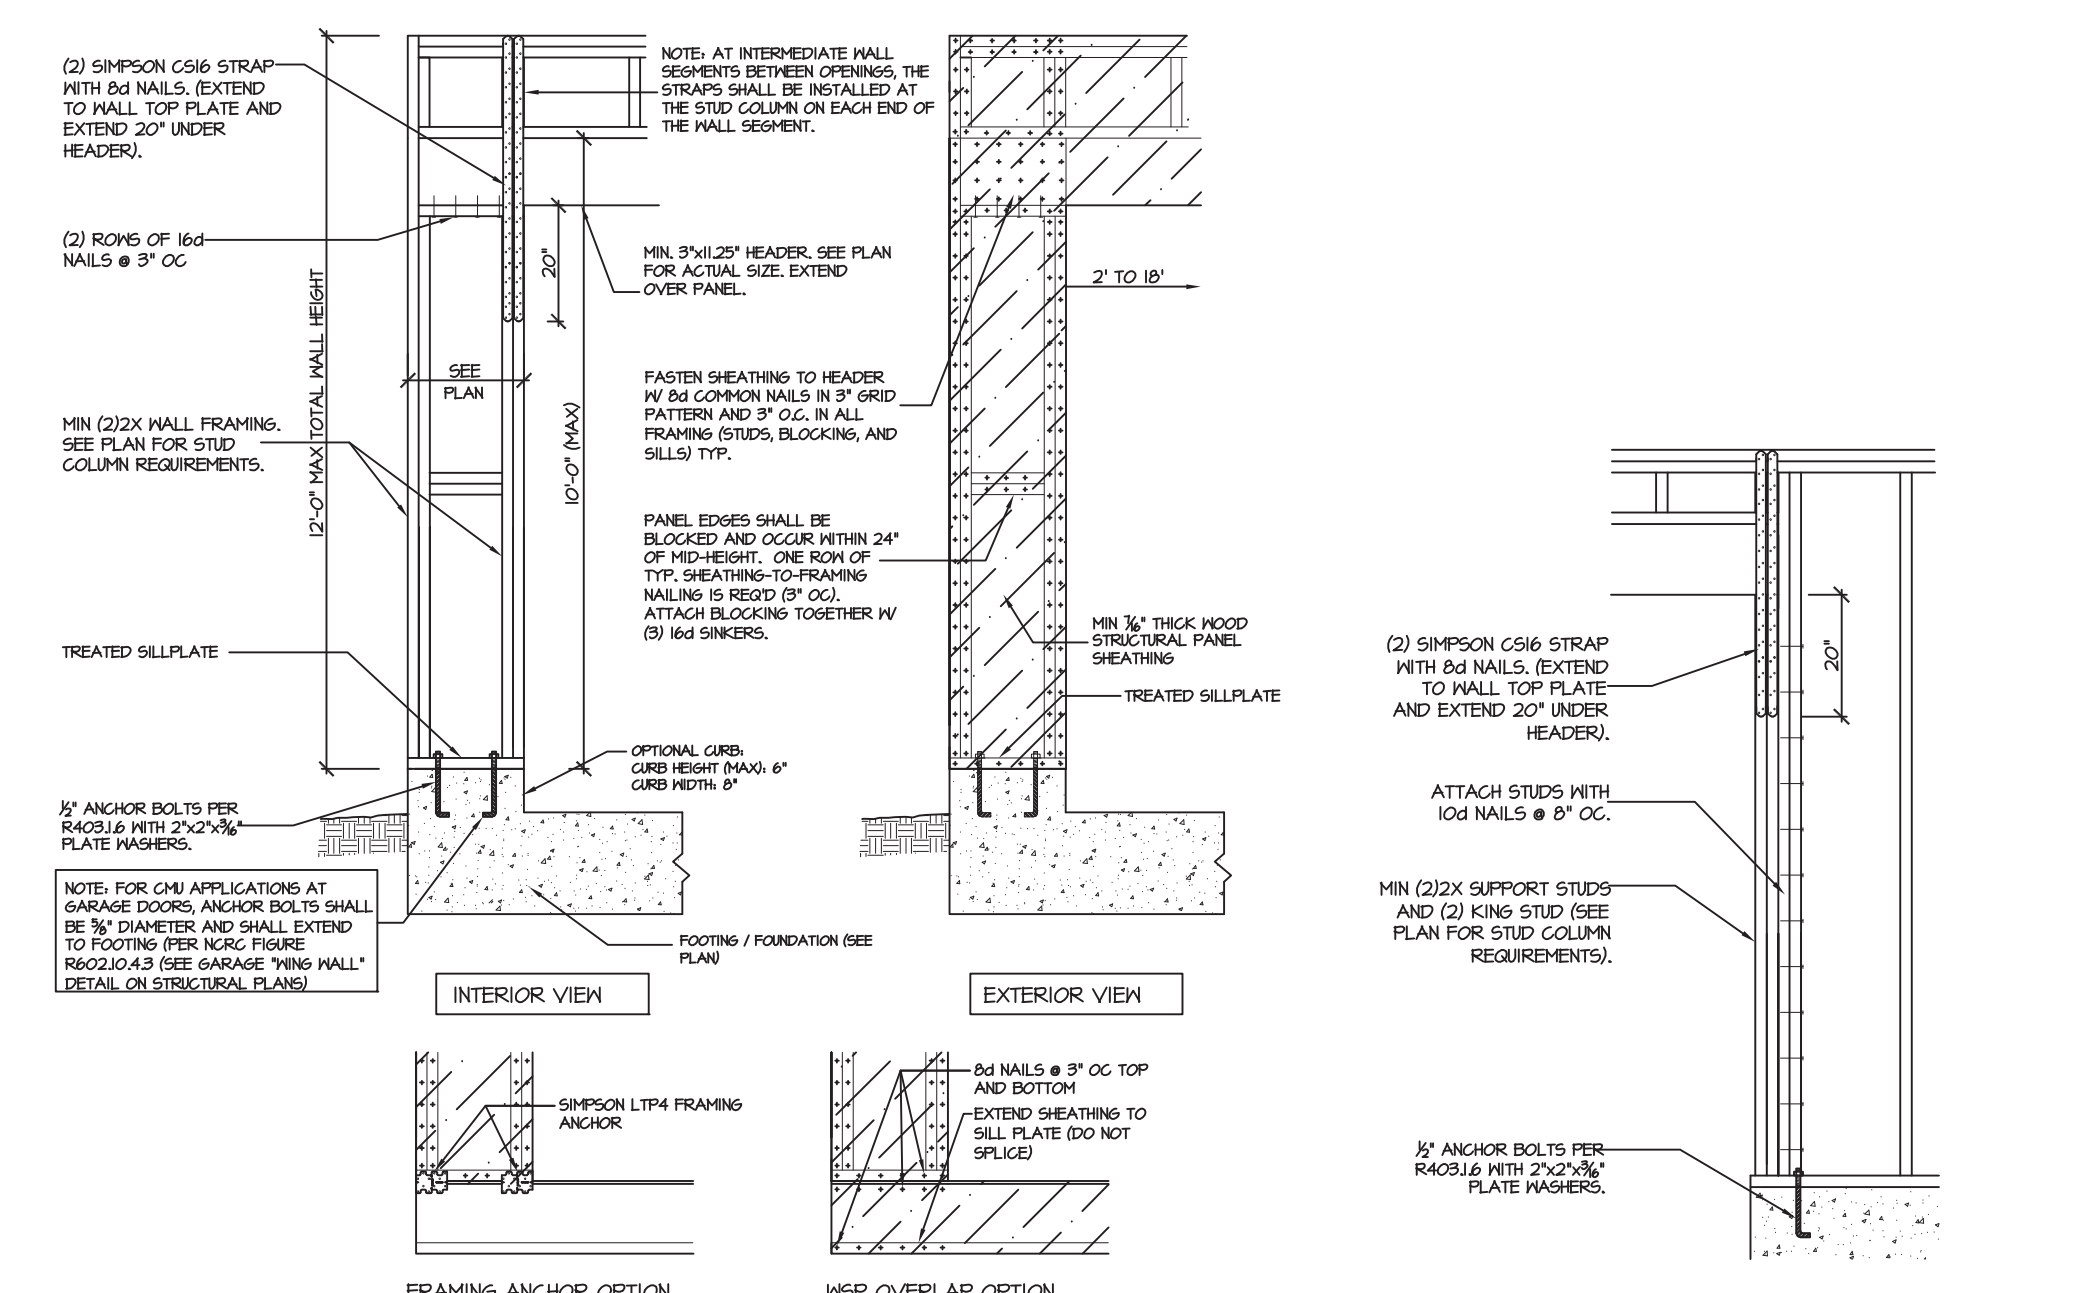 (2) SIMPSON CS16 STRAP
WITH 8d NAILS. (EXTEND
TO WALL TOP PLATE AND
EXTEND 20" UNDER
HEADER).
(2) ROWS OF 16d
NAILS @ 3" OC
12'-0" MAX TOTAL WALL HEIGHT
MIN (2)2X WALL FRAMING.
SEE PLAN FOR STUD
COLUMN REQUIREMENTS.
TREATED SILLPLATE
½" ANCHOR BOLTS PER
R403.1.6 WITH 2"x2"x3/16"
PLATE WASHERS.
NOTE: FOR CMU APPLICATIONS AT
GARAGE DOORS, ANCHOR BOLTS SHALL
BE ⅝" DIAMETER AND SHALL EXTEND
TO FOOTING (PER NCRC FIGURE
R602.10.4.3 (SEE GARAGE "WING WALL"
DETAIL ON STRUCTURAL PLANS)
NOTE: AT INTERMEDIATE WALL
SEGMENTS BETWEEN OPENINGS, THE
STRAPS SHALL BE INSTALLED AT
THE STUD COLUMN ON EACH END OF
THE WALL SEGMENT.
20"
MIN. 3"x11.25" HEADER. SEE PLAN
FOR ACTUAL SIZE. EXTEND
OVER PANEL.
SEE
PLAN
10'-0" (MAX)
FASTEN SHEATHING TO HEADER
W/ 8d COMMON NAILS IN 3" GRID
PATTERN AND 3" O.C. IN ALL
FRAMING (STUDS, BLOCKING, AND
SILLS) TYP.
PANEL EDGES SHALL BE
BLOCKED AND OCCUR WITHIN 24"
OF MID-HEIGHT. ONE ROW OF
TYP. SHEATHING-TO-FRAMING
NAILING IS REQ'D (3" OC).
ATTACH BLOCKING TOGETHER W/
(3) 16d SINKERS.
OPTIONAL CURB:
CURB HEIGHT (MAX): 6"
CURB WIDTH: 8"
FOOTING / FOUNDATION (SEE
PLAN)
INTERIOR VIEW
2' TO 18'
MIN 7/16" THICK WOOD
STRUCTURAL PANEL
SHEATHING
TREATED SILLPLATE
EXTERIOR VIEW
SIMPSON LTP4 FRAMING
ANCHOR
FRAMING ANCHOR OPTION
8d NAILS @ 3" OC TOP
AND BOTTOM
EXTEND SHEATHING TO
SILL PLATE (DO NOT
SPLICE)
WSP OVERLAP OPTION
(2) SIMPSON CS16 STRAP
WITH 8d NAILS. (EXTEND
TO WALL TOP PLATE
AND EXTEND 20" UNDER
HEADER).
20"
ATTACH STUDS WITH
10d NAILS @ 8" OC.
MIN (2)2X SUPPORT STUDS
AND (2) KING STUD (SEE
PLAN FOR STUD COLUMN
REQUIREMENTS).
½" ANCHOR BOLTS PER
R403.1.6 WITH 2"x2"x3/16"
PLATE WASHERS.